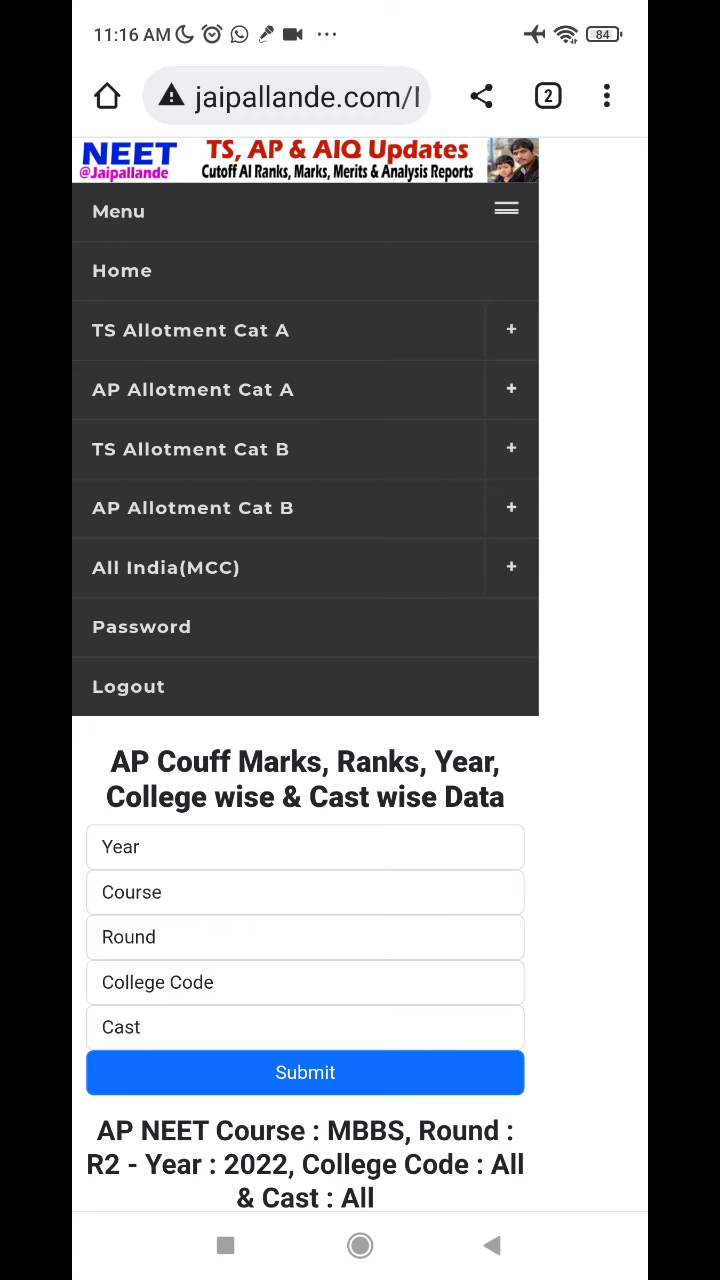 11:16 AM
84
jaipallande.com/I
2
NEET
@Jaipallande
TS, AP & AIQ Updates
Cutoff AI Ranks, Marks, Merits & Analysis Reports
Menu
Home
TS Allotment Cat A +
AP Allotment Cat A +
TS Allotment Cat B +
AP Allotment Cat B +
All India(MCC) +
Password
Logout
AP Couff Marks, Ranks, Year,
College wise & Cast wise Data
Year
Course
Round
College Code
Cast
Submit
AP NEET Course : MBBS, Round :
R2 - Year : 2022, College Code : All
& Cast : All